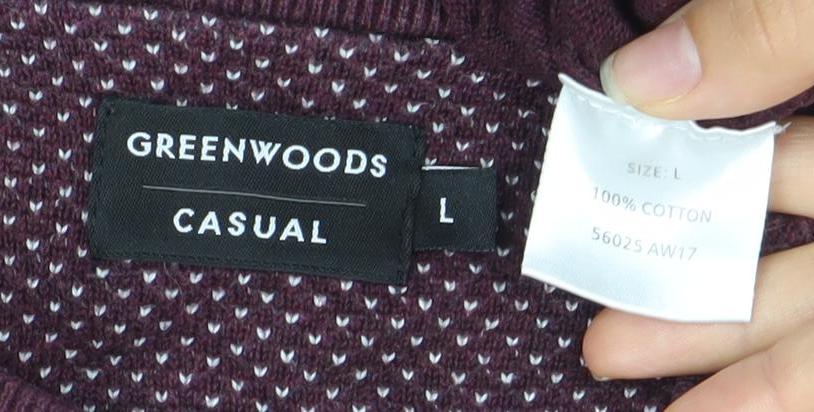 GREENWOODS
CASUAL
L
SIZE: L
100% COTTON
56025 AW17